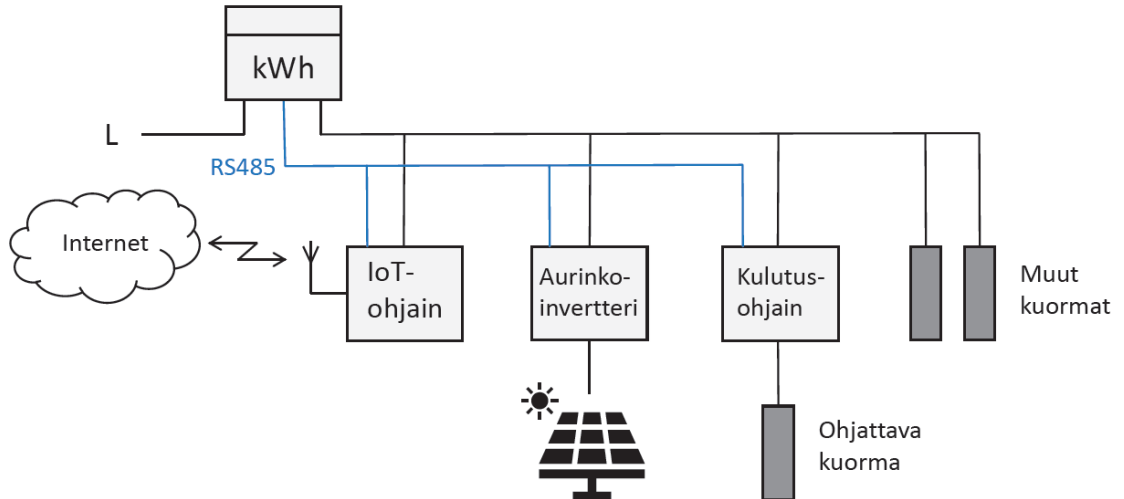 kWh
L
RS485
Internet
IoT-
ohjain
Aurinko-
invertteri
Kulutus-
ohjain
Muut
kuormat
Ohjattava
kuorma